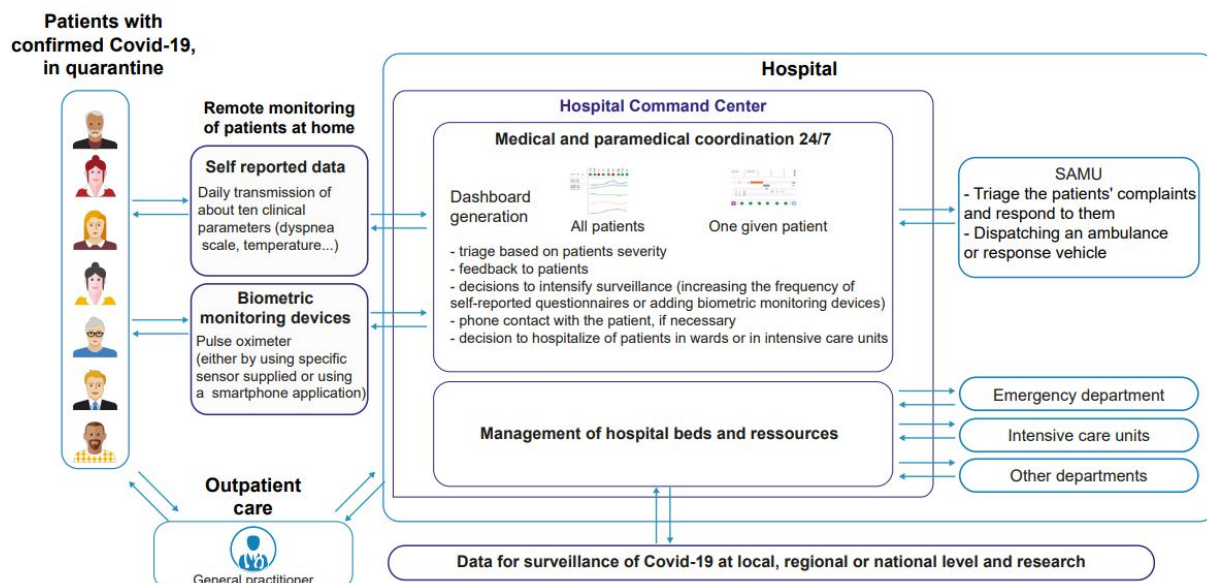 Patients with
confirmed Covid-19,
in quarantine
Remote monitoring
of patients at home
Self reported data
Daily transmission of
about ten clinical
parameters (dyspnea
scale, temperature...)
Biometric
monitoring devices
Pulse oximeter
(either by using specific
sensor supplied or using
a smartphone application)
Outpatient
care
General practitioner
Hospital
Hospital Command Center
Medical and paramedical coordination 24/7
Dashboard
generation
All patients
One given patient
- triage based on patients severity
- feedback to patients
- decisions to intensify surveillance (increasing the frequency of
self-reported questionnaires or adding biometric monitoring devices)
- phone contact with the patient, if necessary
- decision to hospitalize of patients in wards or in intensive care units
Management of hospital beds and ressources
SAMU
- Triage the patients' complaints
and respond to them
- Dispatching an ambulance
or response vehicle
Emergency department
Intensive care units
Other departments
Data for surveillance of Covid-19 at local, regional or national level and research